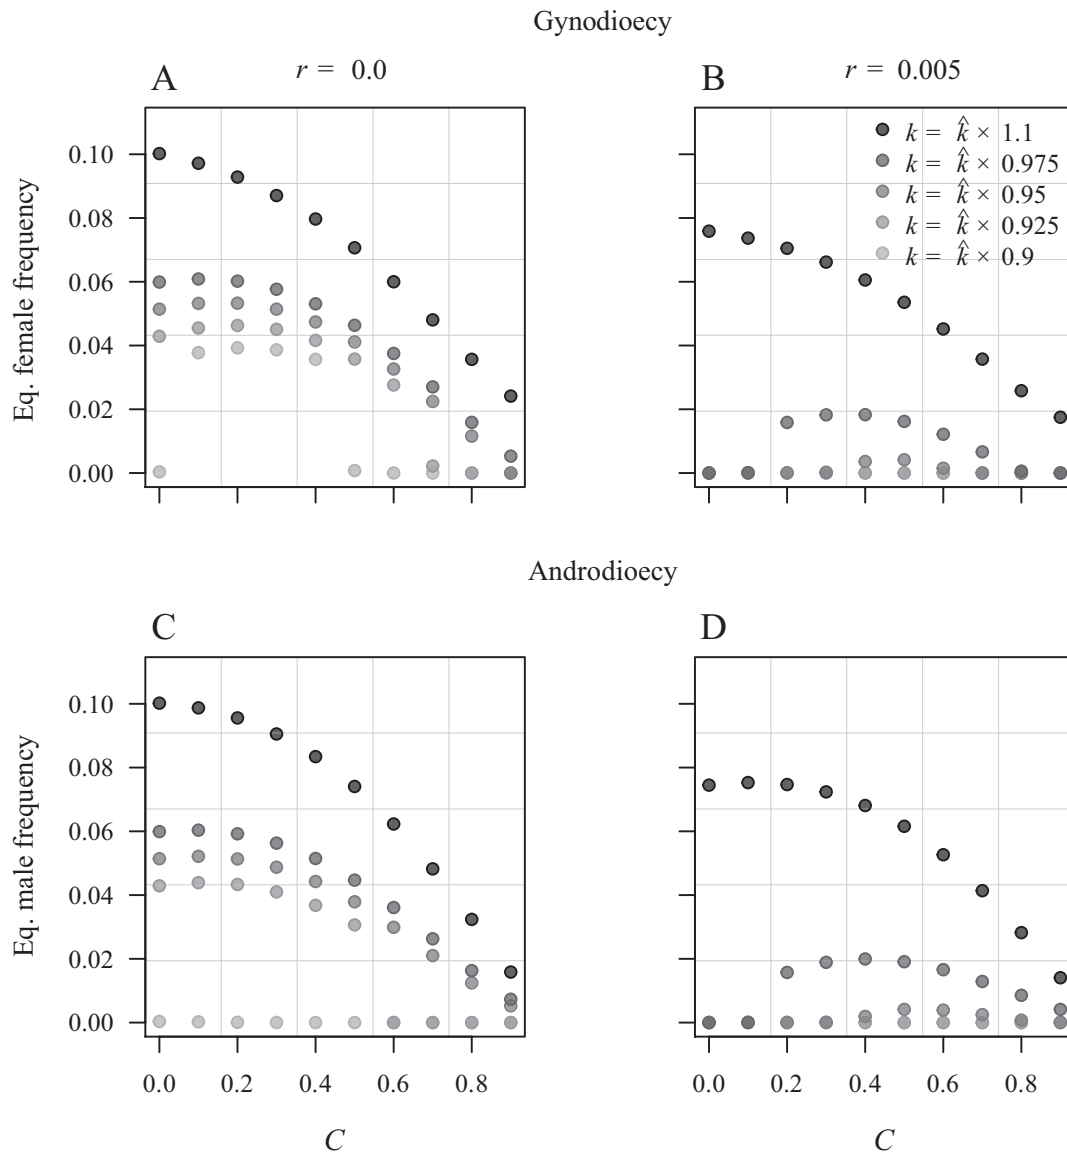 Gynodioecy
A
r = 0.0
B
r = 0.005
Eq. female frequency
0.10
0.08
0.06
0.04
0.02
0.00
k = k̂ × 1.1
k = k̂ × 0.975
k = k̂ × 0.95
k = k̂ × 0.925
k = k̂ × 0.9
Androdioecy
C
D
Eq. male frequency
0.10
0.08
0.06
0.04
0.02
0.00
0.0 0.2 0.4 0.6 0.8
C
0.0 0.2 0.4 0.6 0.8
C